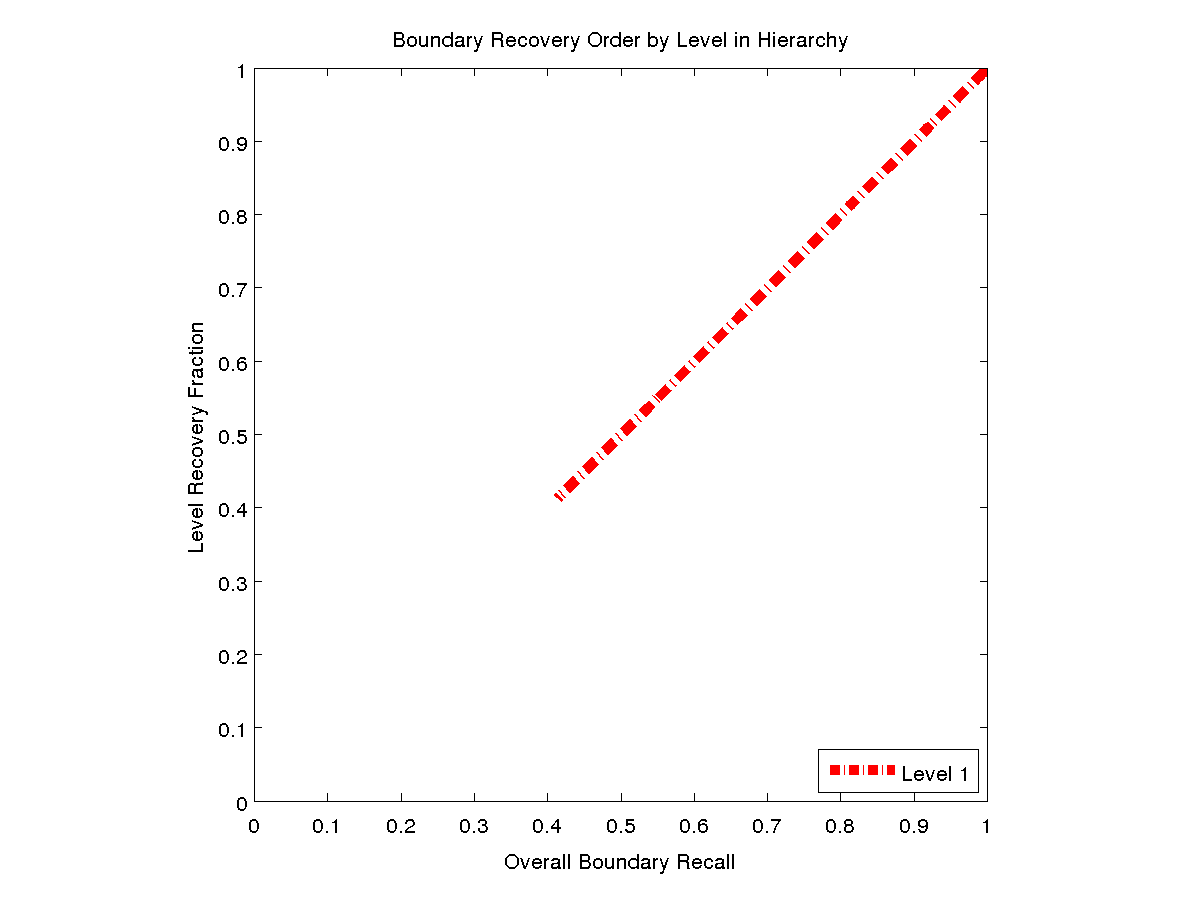 Boundary Recovery Order by Level in Hierarchy
1
0.9
0.8
0.7
0.6
0.5
0.4
0.3
0.2
0.1
0
Level Recovery Fraction
0 0.1 0.2 0.3 0.4 0.5 0.6 0.7 0.8 0.9 1
Overall Boundary Recall
Level 1